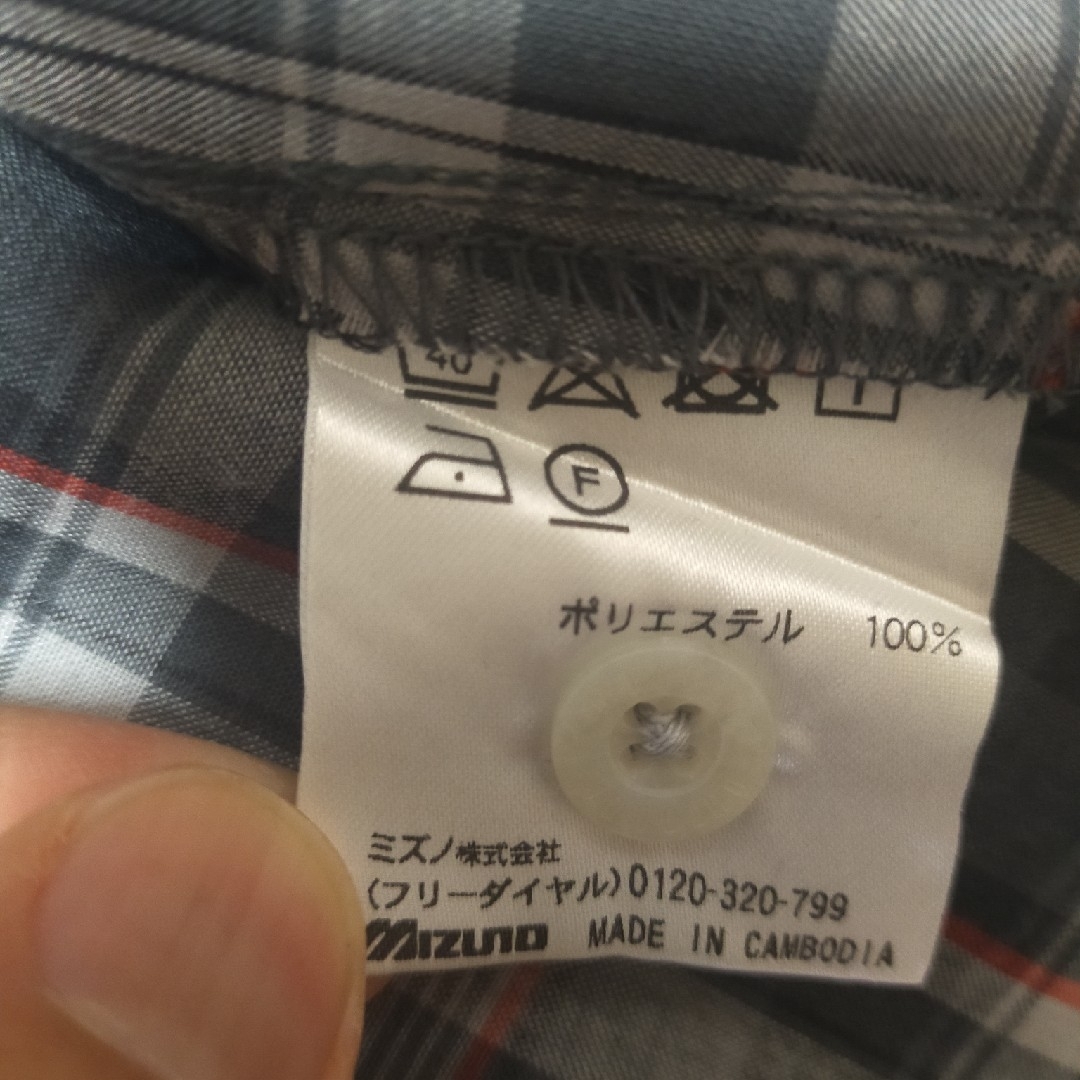 40
F
ポリエステル 100%
ミズノ株式会社
(フリーダイヤル)0120-320-799
MIZUNO MADE IN CAMBODIA